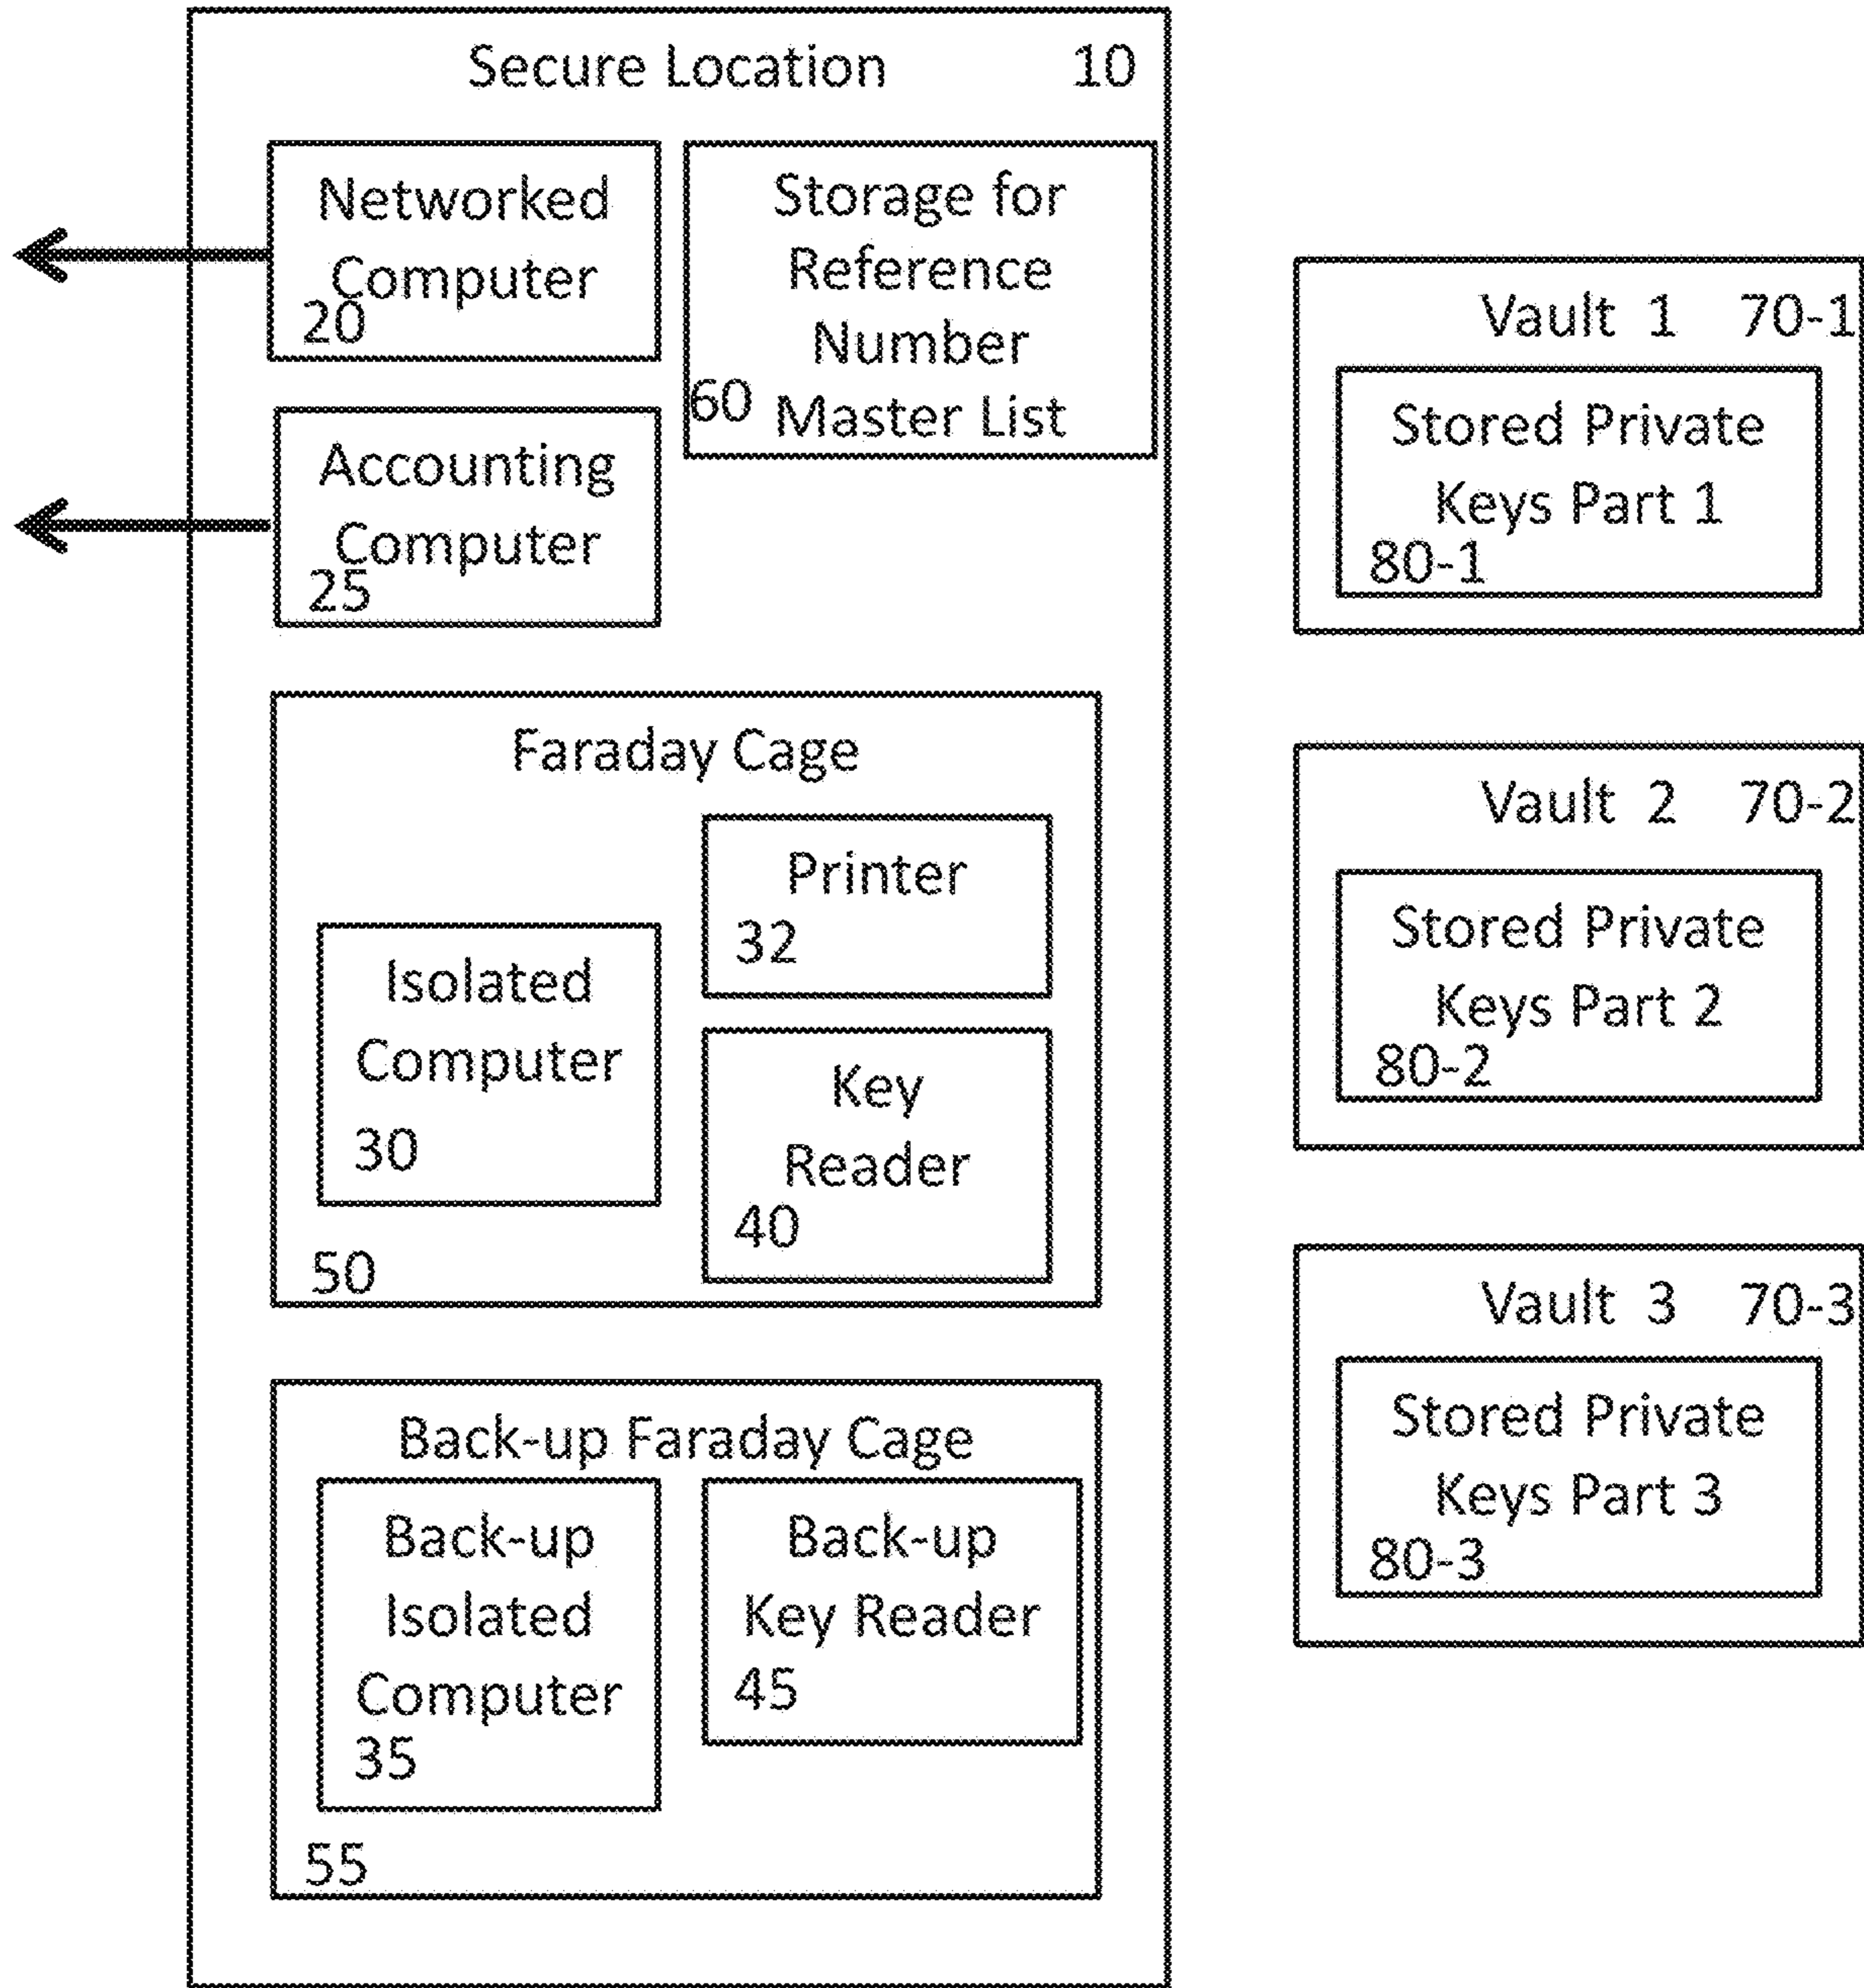 Secure Location 10
Networked
Computer
20
Storage for
Reference
Number
60 Master List
Accounting
Computer
25
Faraday Cage
Printer
32
Isolated
Computer
30
Key
Reader
40
50
Back-up Faraday Cage
Back-up
Isolated
Computer
35
Back-up
Key Reader
45
55
Vault 1 70-1
Stored Private
Keys Part 1
80-1
Vault 2 70-2
Stored Private
Keys Part 2
80-2
Vault 3 70-3
Stored Private
Keys Part 3
80-3